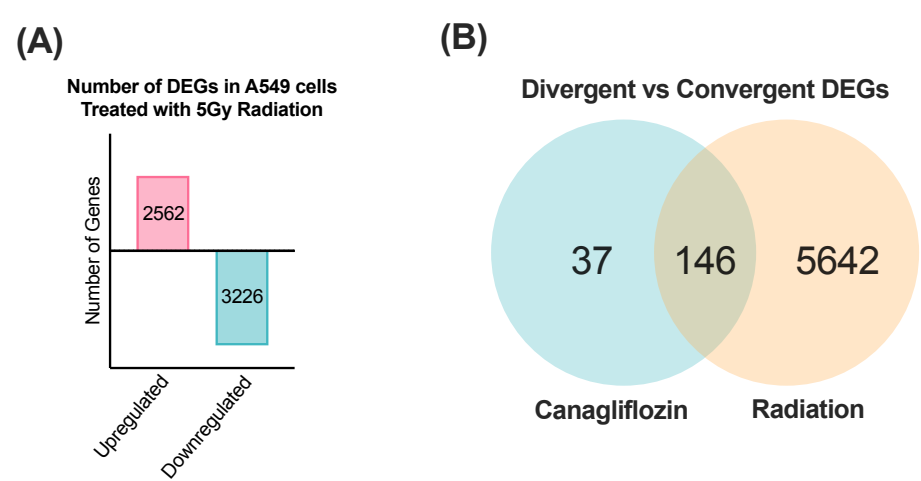 (A)
Number of DEGs in A549 cells
Treated with 5Gy Radiation
Number of Genes
2562
3226
Upregulated
Downregulated
(B)
Divergent vs Convergent DEGs
37
146
5642
Canagliflozin
Radiation